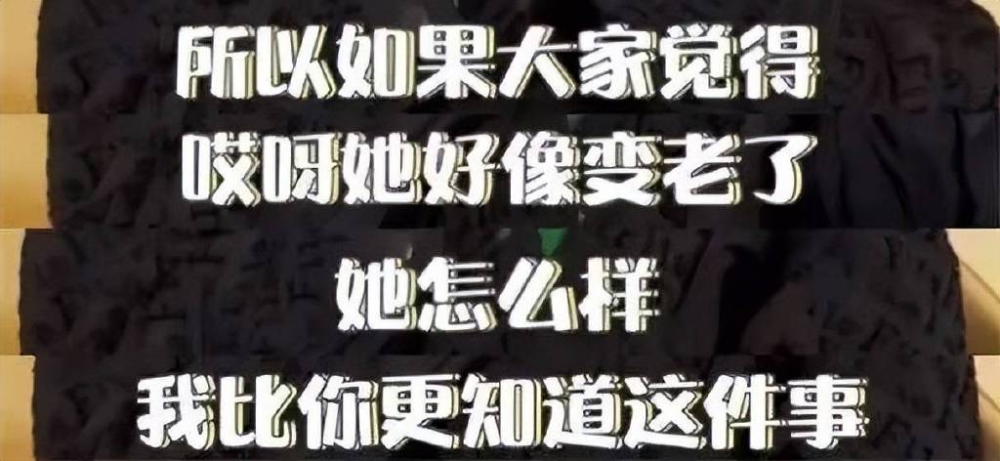 所以如果大家觉得
哎呀她好像变老了
她怎么样
我比你更知道这件事